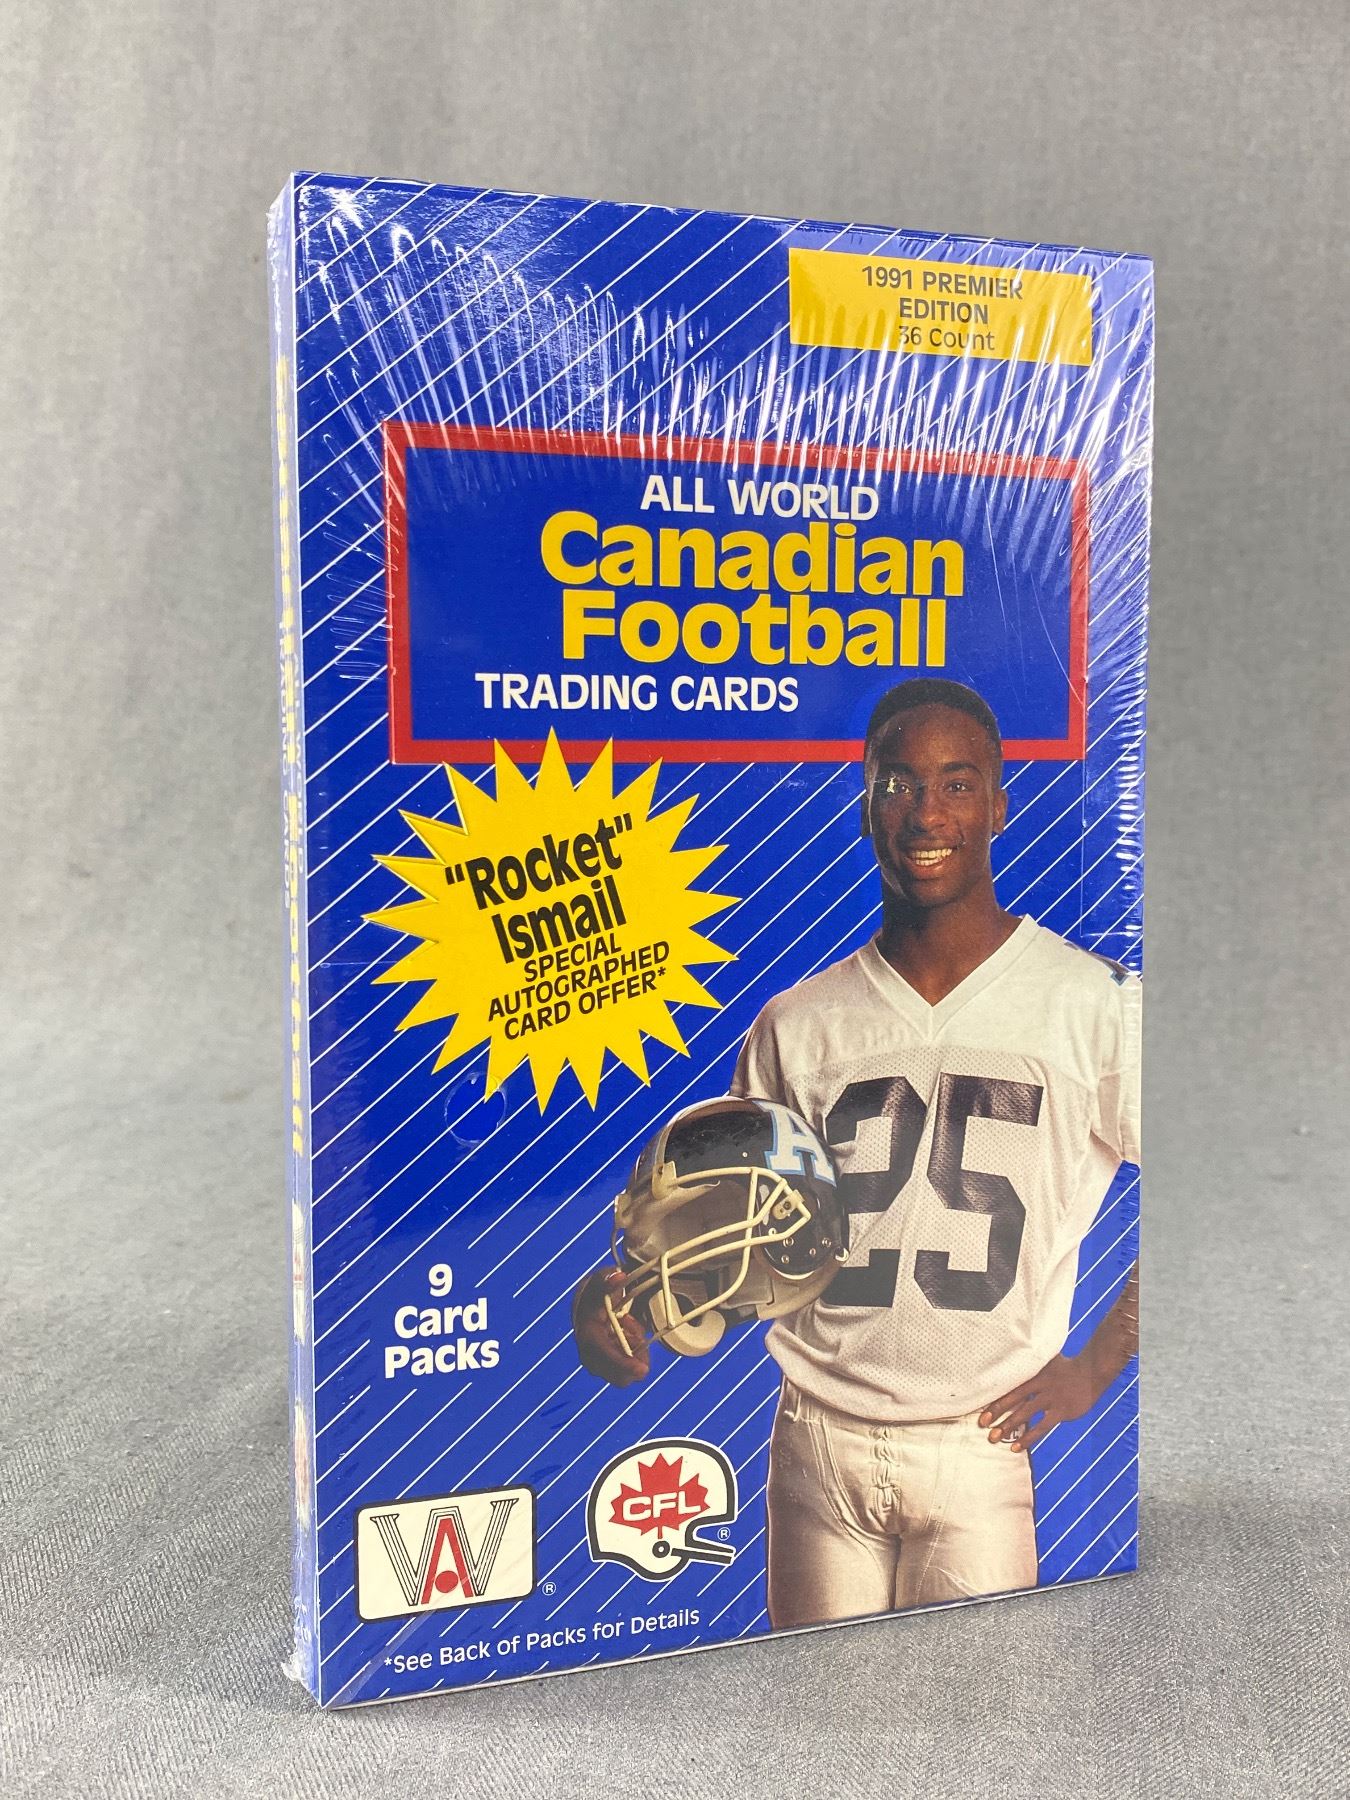 1991 PREMIER
EDITION
36 Count
ALL WORLD
Canadian
Football
TRADING CARDS
"Rocket"
Ismail
SPECIAL
AUTOGRAPHED
CARD OFFER*
25
A
9
Card
Packs
CFL
®
WA
®
*See Back of Packs for Details